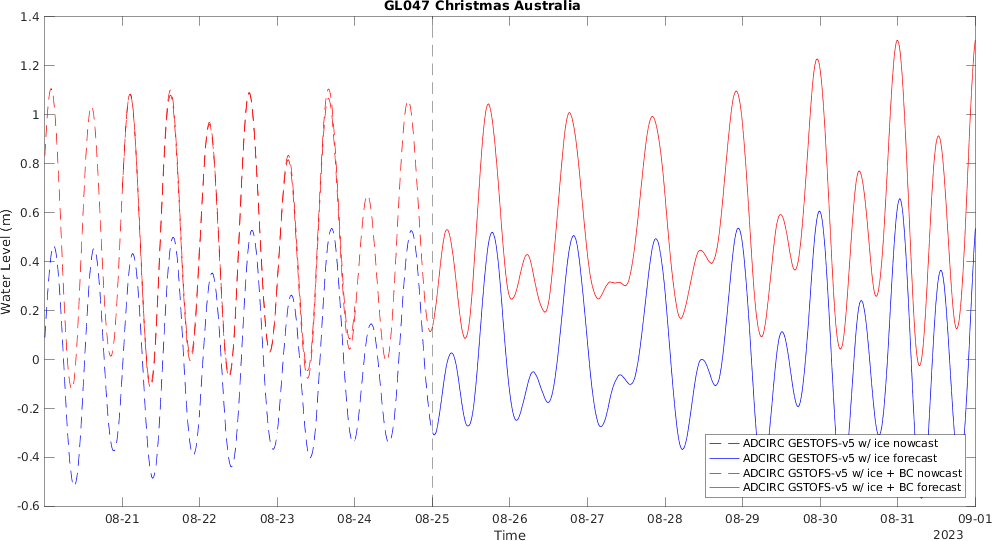 GL047 Christmas Australia
1.4
1.2
1
0.8
0.6
0.4
0.2
0
-0.2
-0.4
-0.6
Water Level (m)
ADCIRC GESTOFS-v5 w/ ice nowcast
ADCIRC GESTOFS-v5 w/ ice forecast
ADCIRC GSTOFS-v5 w/ ice + BC nowcast
ADCIRC GSTOFS-v5 w/ ice + BC forecast
08-21 08-22 08-23 08-24 08-25 08-26 08-27 08-28 08-29 08-30 08-31 09-01
Time
2023